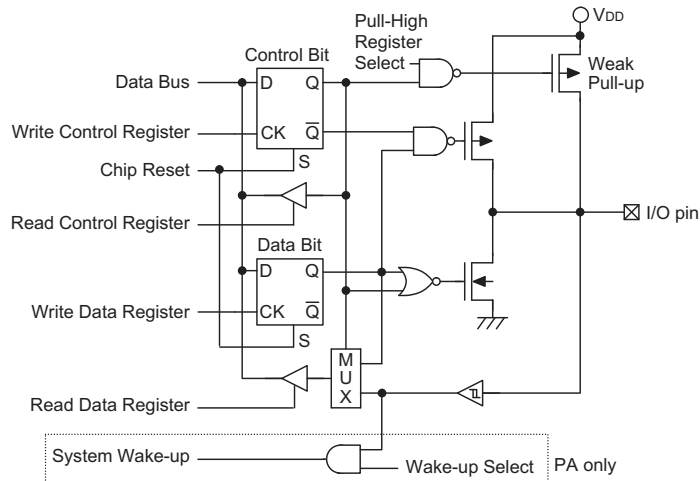 Pull-High
Register
Select
VDD
Weak
Pull-up
Control Bit
Data Bus
D
Q
Write Control Register
CK
Q̅
S
Chip Reset
Read Control Register
I/O pin
Data Bit
D
Q
Write Data Register
CK
Q̅
S
M
U
X
Read Data Register
System Wake-up
Wake-up Select
PA only